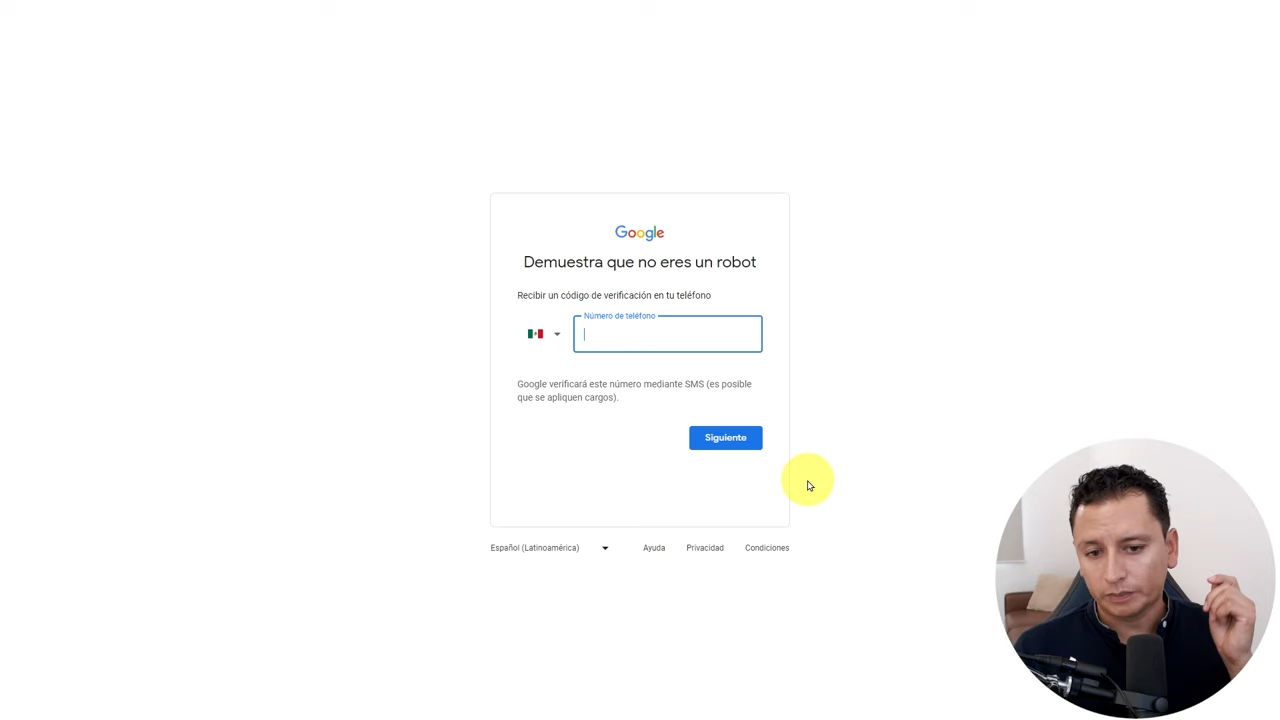 Google
Demuestra que no eres un robot
Recibir un código de verificación en tu teléfono
Número de teléfono
Google verificará este número mediante SMS (es posible
que se apliquen cargos).
Siguiente
Español (Latinoamérica) Ayuda Privacidad Condiciones